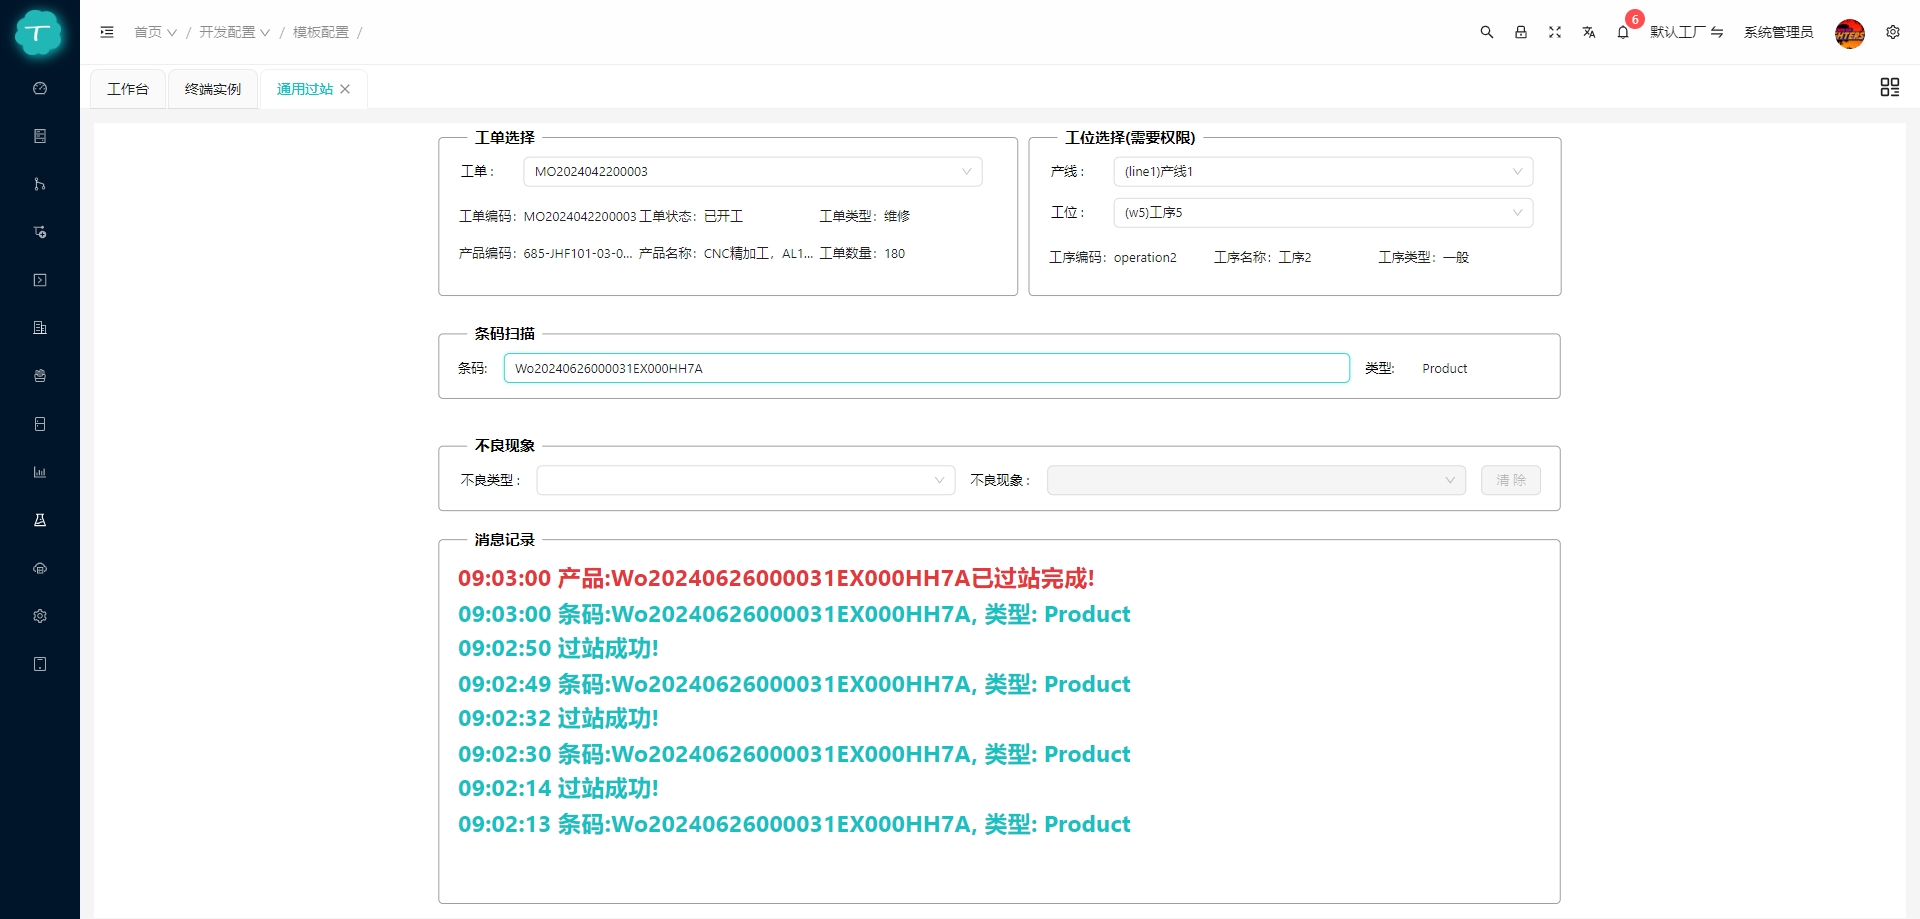 首页 / 开发配置 / 模板配置 /
6
默认工厂 系统管理员
工作台 终端实例 通用过站
工单选择
工单： MO2024042200003
工单编码：MO2024042200003 工单状态：已开工 工单类型：维修
产品编码：685-JHF101-03-0... 产品名称：CNC精加工，AL1... 工单数量：180
工位选择(需要权限)
产线： (line1)产线1
工位： (w5)工序5
工序编码：operation2 工序名称：工序2 工序类型：一般
条码扫描
条码: Wo20240626000031EX000HH7A 类型: Product
不良现象
不良类型： 不良现象： 清 除
消息记录
09:03:00 产品:Wo20240626000031EX000HH7A已过站完成!
09:03:00 条码:Wo20240626000031EX000HH7A, 类型: Product
09:02:50 过站成功!
09:02:49 条码:Wo20240626000031EX000HH7A, 类型: Product
09:02:32 过站成功!
09:02:30 条码:Wo20240626000031EX000HH7A, 类型: Product
09:02:14 过站成功!
09:02:13 条码:Wo20240626000031EX000HH7A, 类型: Product